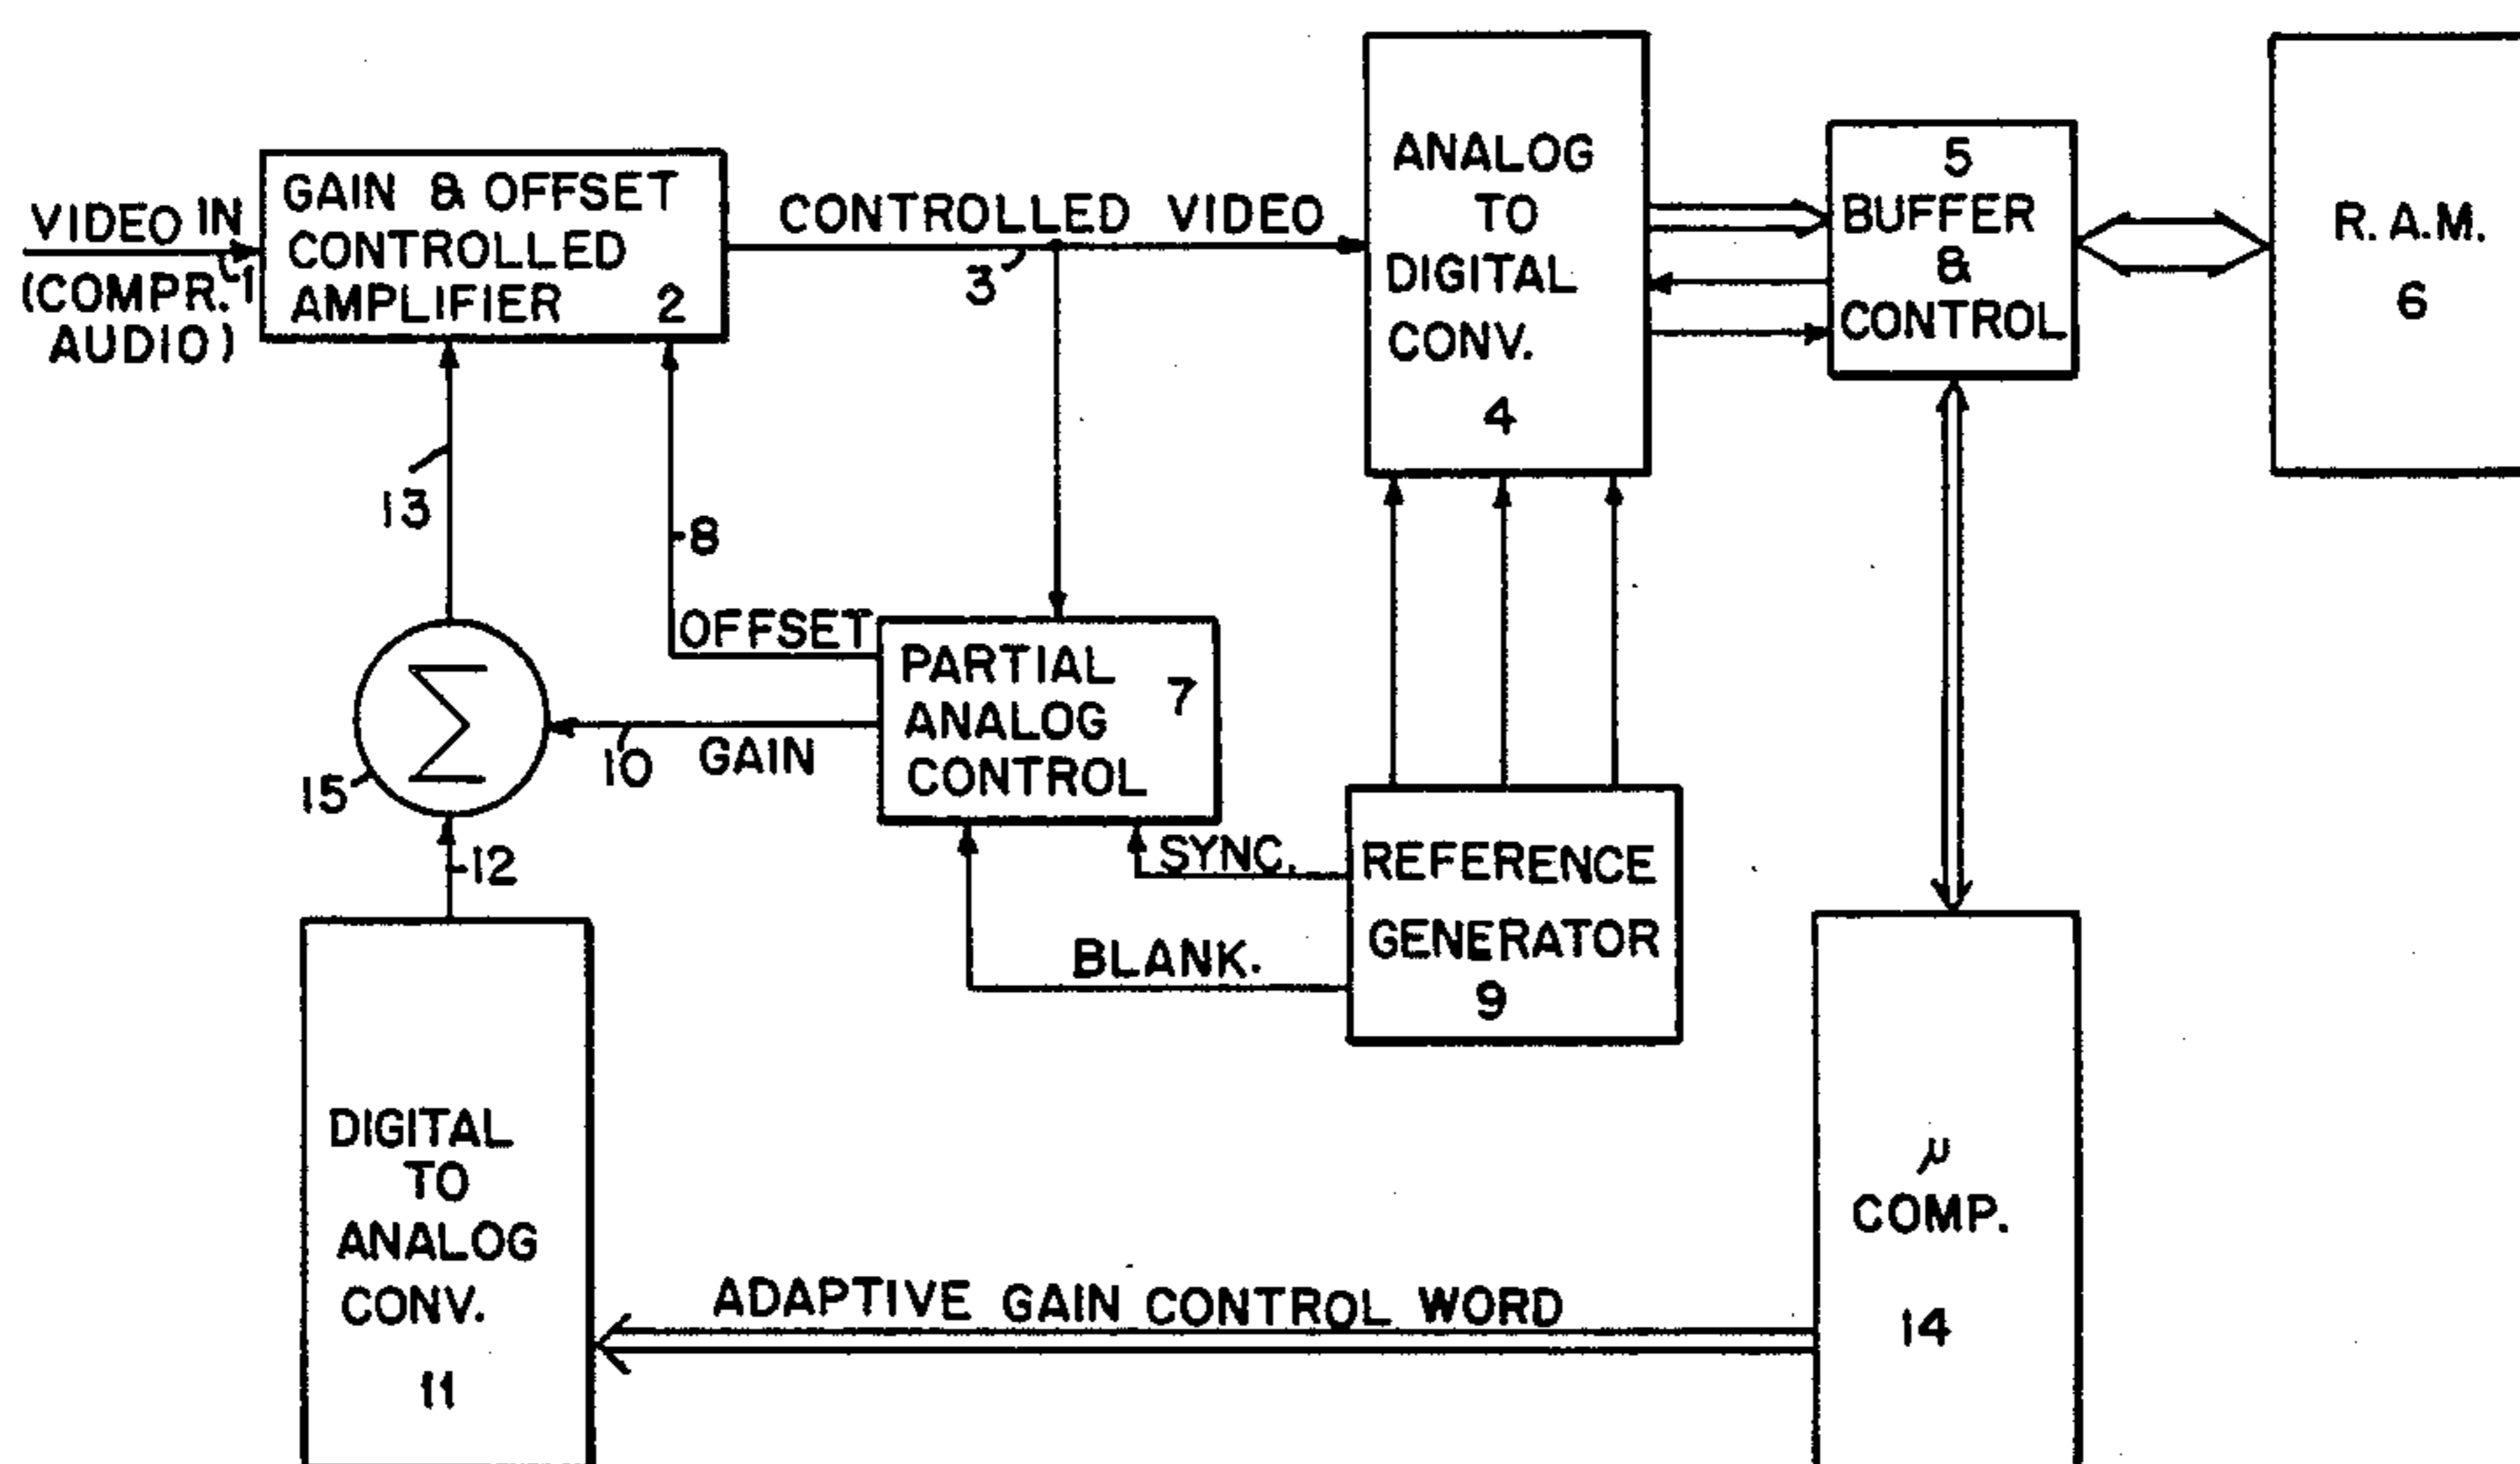 VIDEO IN
(COMPR.
AUDIO)
1
GAIN & OFFSET
CONTROLLED
AMPLIFIER 2
CONTROLLED VIDEO
3
ANALOG
TO
DIGITAL
CONV.
4
5
BUFFER
&
CONTROL
R. A.M.
6
13
8
OFFSET
PARTIAL
ANALOG
CONTROL
7
Σ
15
10
GAIN
12
SYNC.
BLANK.
REFERENCE
GENERATOR
9
DIGITAL
TO
ANALOG
CONV.
11
ADAPTIVE GAIN CONTROL WORD
μ
COMP.
14